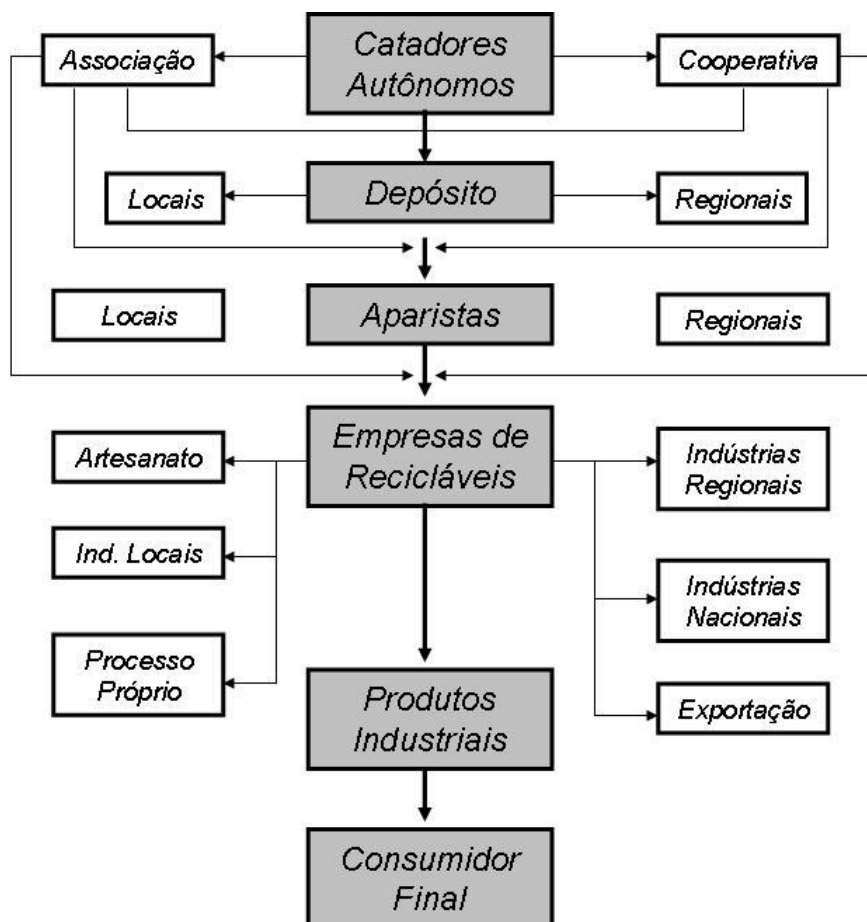 Catadores
Autônomos
Associação
Cooperativa
Locais
Depósito
Regionais
Locais
Aparistas
Regionais
Empresas de
Recicláveis
Artesanato
Indústrias
Regionais
Ind. Locais
Indústrias
Nacionais
Processo
Próprio
Produtos
Industriais
Exportação
Consumidor
Final